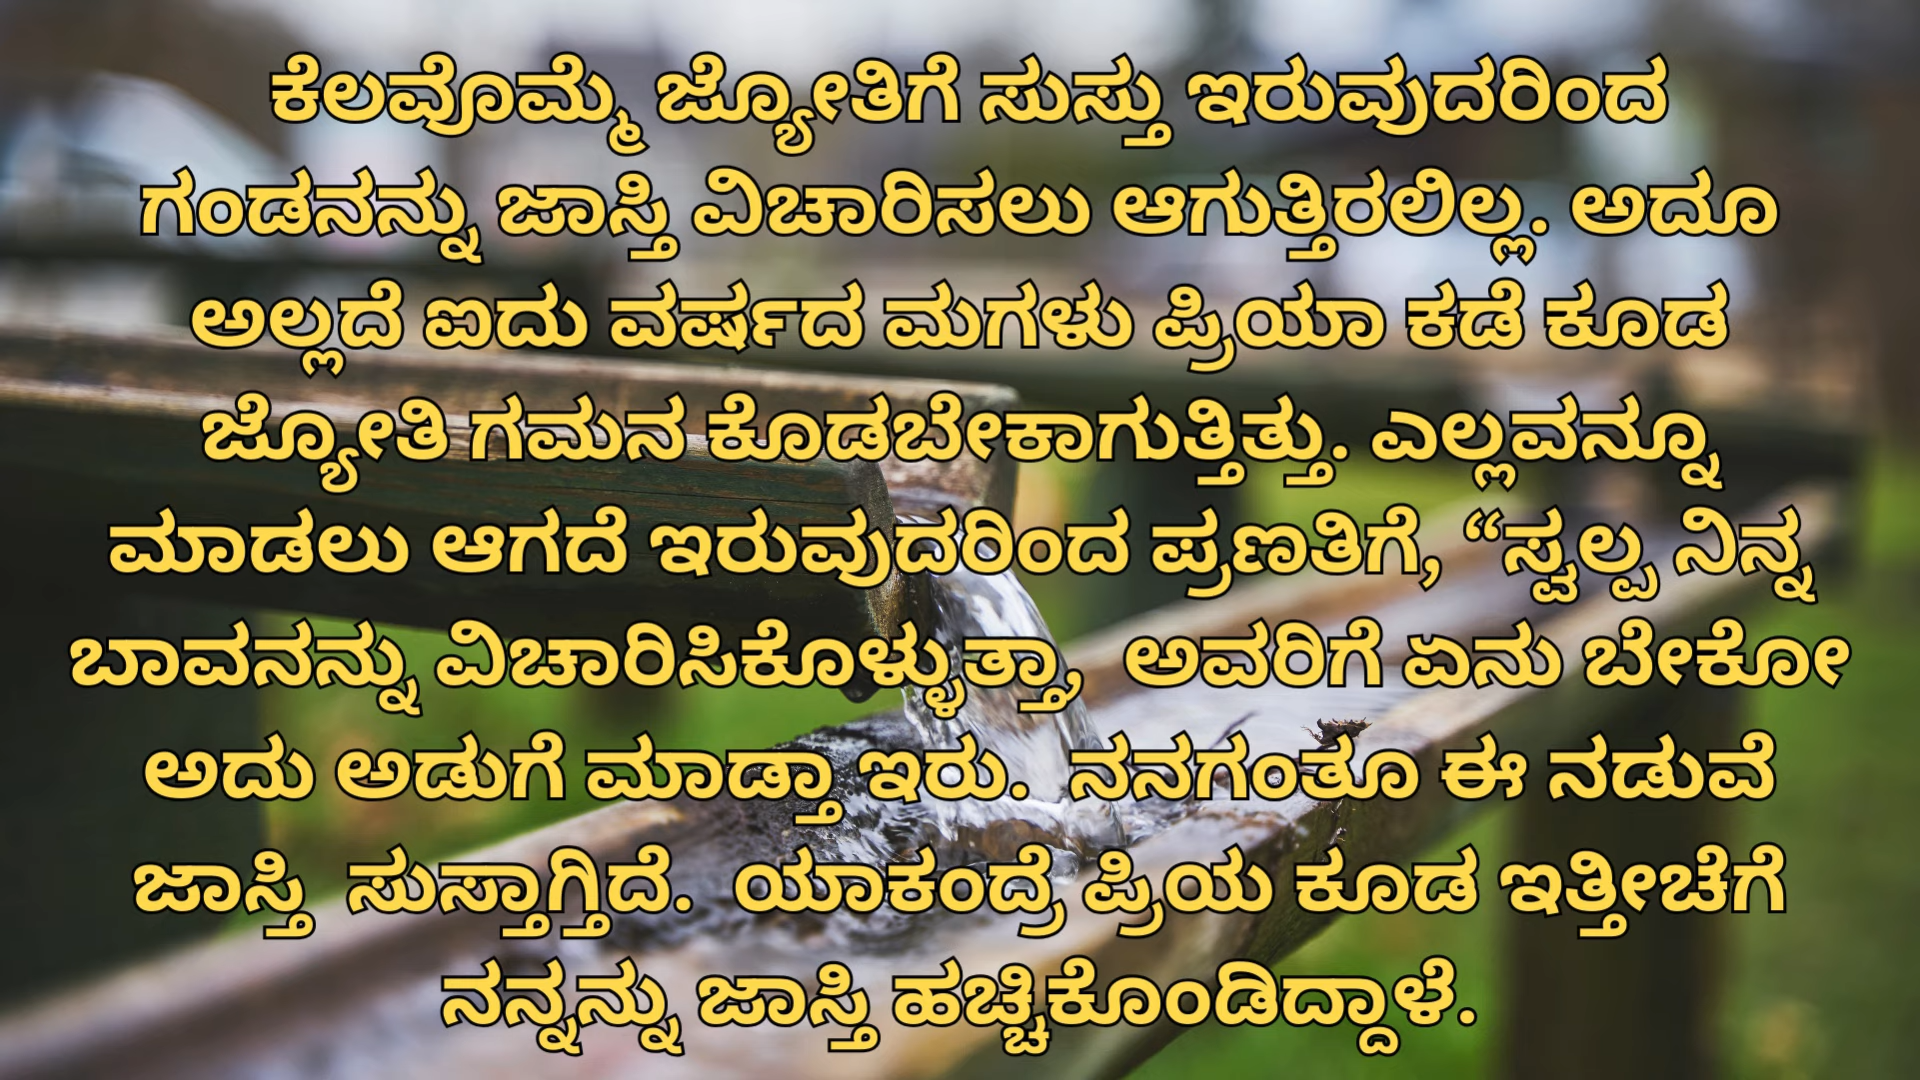 ಕೆಲವೊಮ್ಮೆ ಜ್ಯೋತಿಗೆ ಸುಸ್ತು ಇರುವುದರಿಂದ
ಗಂಡನನ್ನು ಜಾಸ್ತಿ ವಿಚಾರಿಸಲು ಆಗುತ್ತಿರಲಿಲ್ಲ. ಅದೂ
ಅಲ್ಲದೆ ಐದು ವರ್ಷದ ಮಗಳು ಪ್ರಿಯಾ ಕಡೆ ಕೂಡ
ಜ್ಯೋತಿ ಗಮನ ಕೊಡಬೇಕಾಗುತ್ತಿತ್ತು. ಎಲ್ಲವನ್ನೂ
ಮಾಡಲು ಆಗದೆ ಇರುವುದರಿಂದ ಪ್ರಣತಿಗೆ, “ಸ್ವಲ್ಪ ನಿನ್ನ
ಬಾವನನ್ನು ವಿಚಾರಿಸಿಕೊಳ್ಳುತ್ತಾ, ಅವರಿಗೆ ಏನು ಬೇಕೋ
ಅದು ಅಡುಗೆ ಮಾಡ್ತಾ ಇರು. ನನಗಂತೂ ಈ ನಡುವೆ
ಜಾಸ್ತಿ ಸುಸ್ತಾಗ್ತಿದೆ. ಯಾಕಂದ್ರೆ ಪ್ರಿಯ ಕೂಡ ಇತ್ತೀಚೆಗೆ
ನನ್ನನ್ನು ಜಾಸ್ತಿ ಹಚ್ಚಿಕೊಂಡಿದ್ದಾಳೆ.